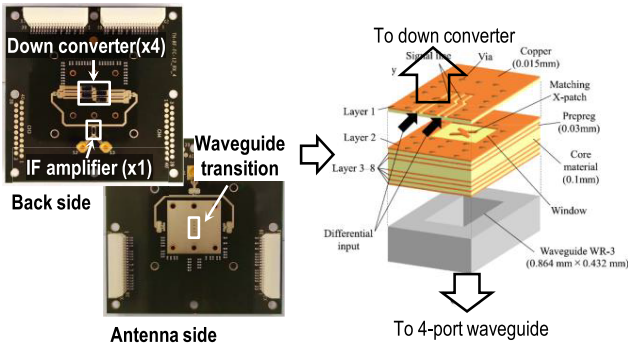 Down converter(x4)
IF amplifier (x1)
Back side
Waveguide
transition
Antenna side
To down converter
Signal line
Via
y
Copper
(0.015mm)
Matching
X-patch
Layer 1
Prepreg
(0.03mm)
Layer 2
Core
material
(0.1mm)
Layer 3–8
Window
Differential
input
Waveguide WR-3
(0.864 mm × 0.432 mm)
To 4-port waveguide